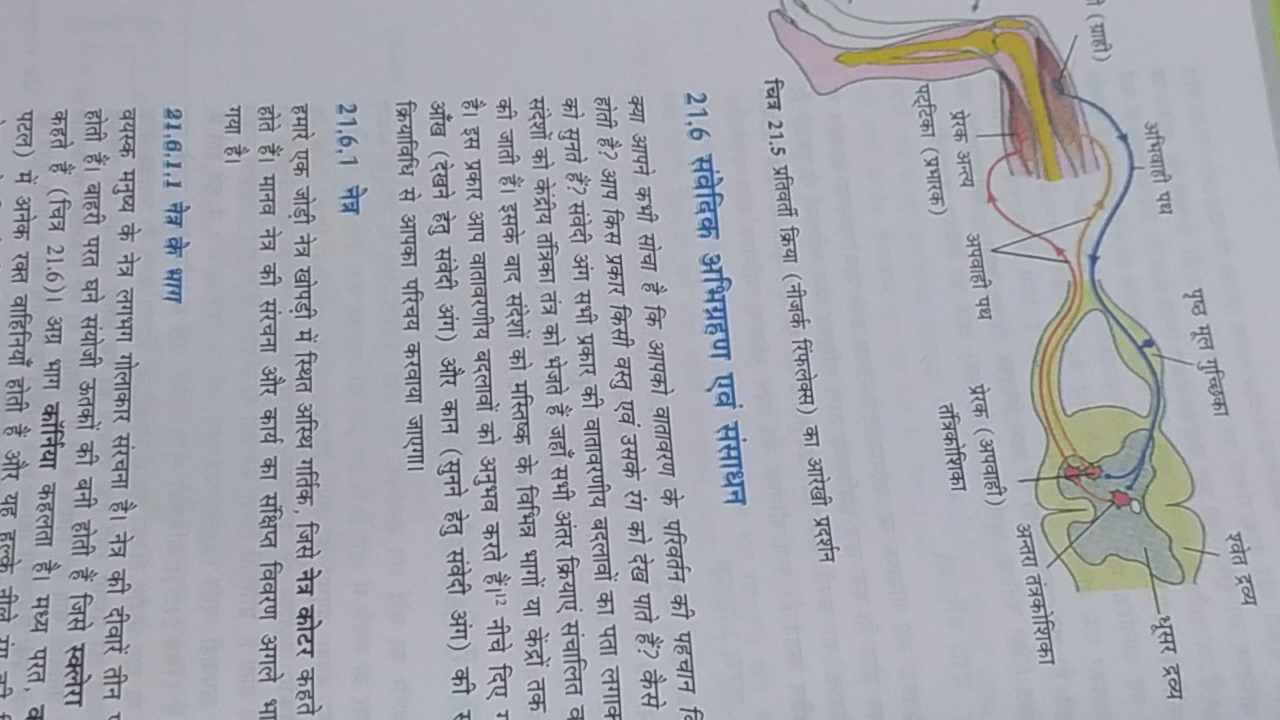 (ग्राही)
अभिवाही पथ
पृष्ठ मूल गुच्छिका
श्वेत द्रव्य
प्रेरक अन्त्य
पट्टिका (प्रभारक)
अपवाही पथ
प्रेरक (अपवाही)
तंत्रिकोशिका
अन्तरा तंत्रकोशिका
धूसर द्रव्य
चित्र 21.5 प्रतिवर्ती क्रिया (नीजर्क रिफलेक्स) का आरेखी प्रदर्शन
21.6 संवेदिक अभिग्रहण एवं संसाधन
क्या आपने कभी सोचा है कि आपको वातावरण के परिवर्तन की पहचान
होती है? आप किस प्रकार किसी वस्तु एवं उसके रंग को देख पाते हैं? कैसे
को सुनते हैं? संवेदी अंग सभी प्रकार की वातावरणीय बदलावों का पता लगाक
संदेशों को केंद्रीय तंत्रिका तंत्र को भेजते हैं जहाँ सभी अंतर क्रियाएं संचालित
की जाती हैं। इसके बाद संदेशों को मस्तिष्क के विभिन्न भागों या केंद्रों तक
है। इस प्रकार आप वातावरणीय बदलावों को अनुभव करते हैं।12 नीचे दिए
आँख (देखने हेतु संवेदी अंग) और कान (सुनने हेतु संवेदी अंग) की
क्रियाविधि से आपका परिचय करवाया जाएगा।
21.6.1 नेत्र
हमारे एक जोड़ी नेत्र खोपड़ी में स्थित अस्थि गर्तिक, जिसे नेत्र कोटर कहते
होते हैं। मानव नेत्र की संरचना और कार्य का संक्षिप्त विवरण अगले
गया है।
21.6.1.1 नेत्र के भाग
वयस्क मनुष्य के नेत्र लगभग गोलाकार संरचना है। नेत्र की दीवारें तीन
होती हैं। बाहरी परत घने संयोजी ऊतकों की बनी होती है जिसे स्क्लेरा
कहते हैं (चित्र 21.6)। अग्र भाग कॉर्निया कहलाता है। मध्य परत,
पटल) में अनेक रक्त वाहिनियाँ होती हैं और यह हल्के नीले